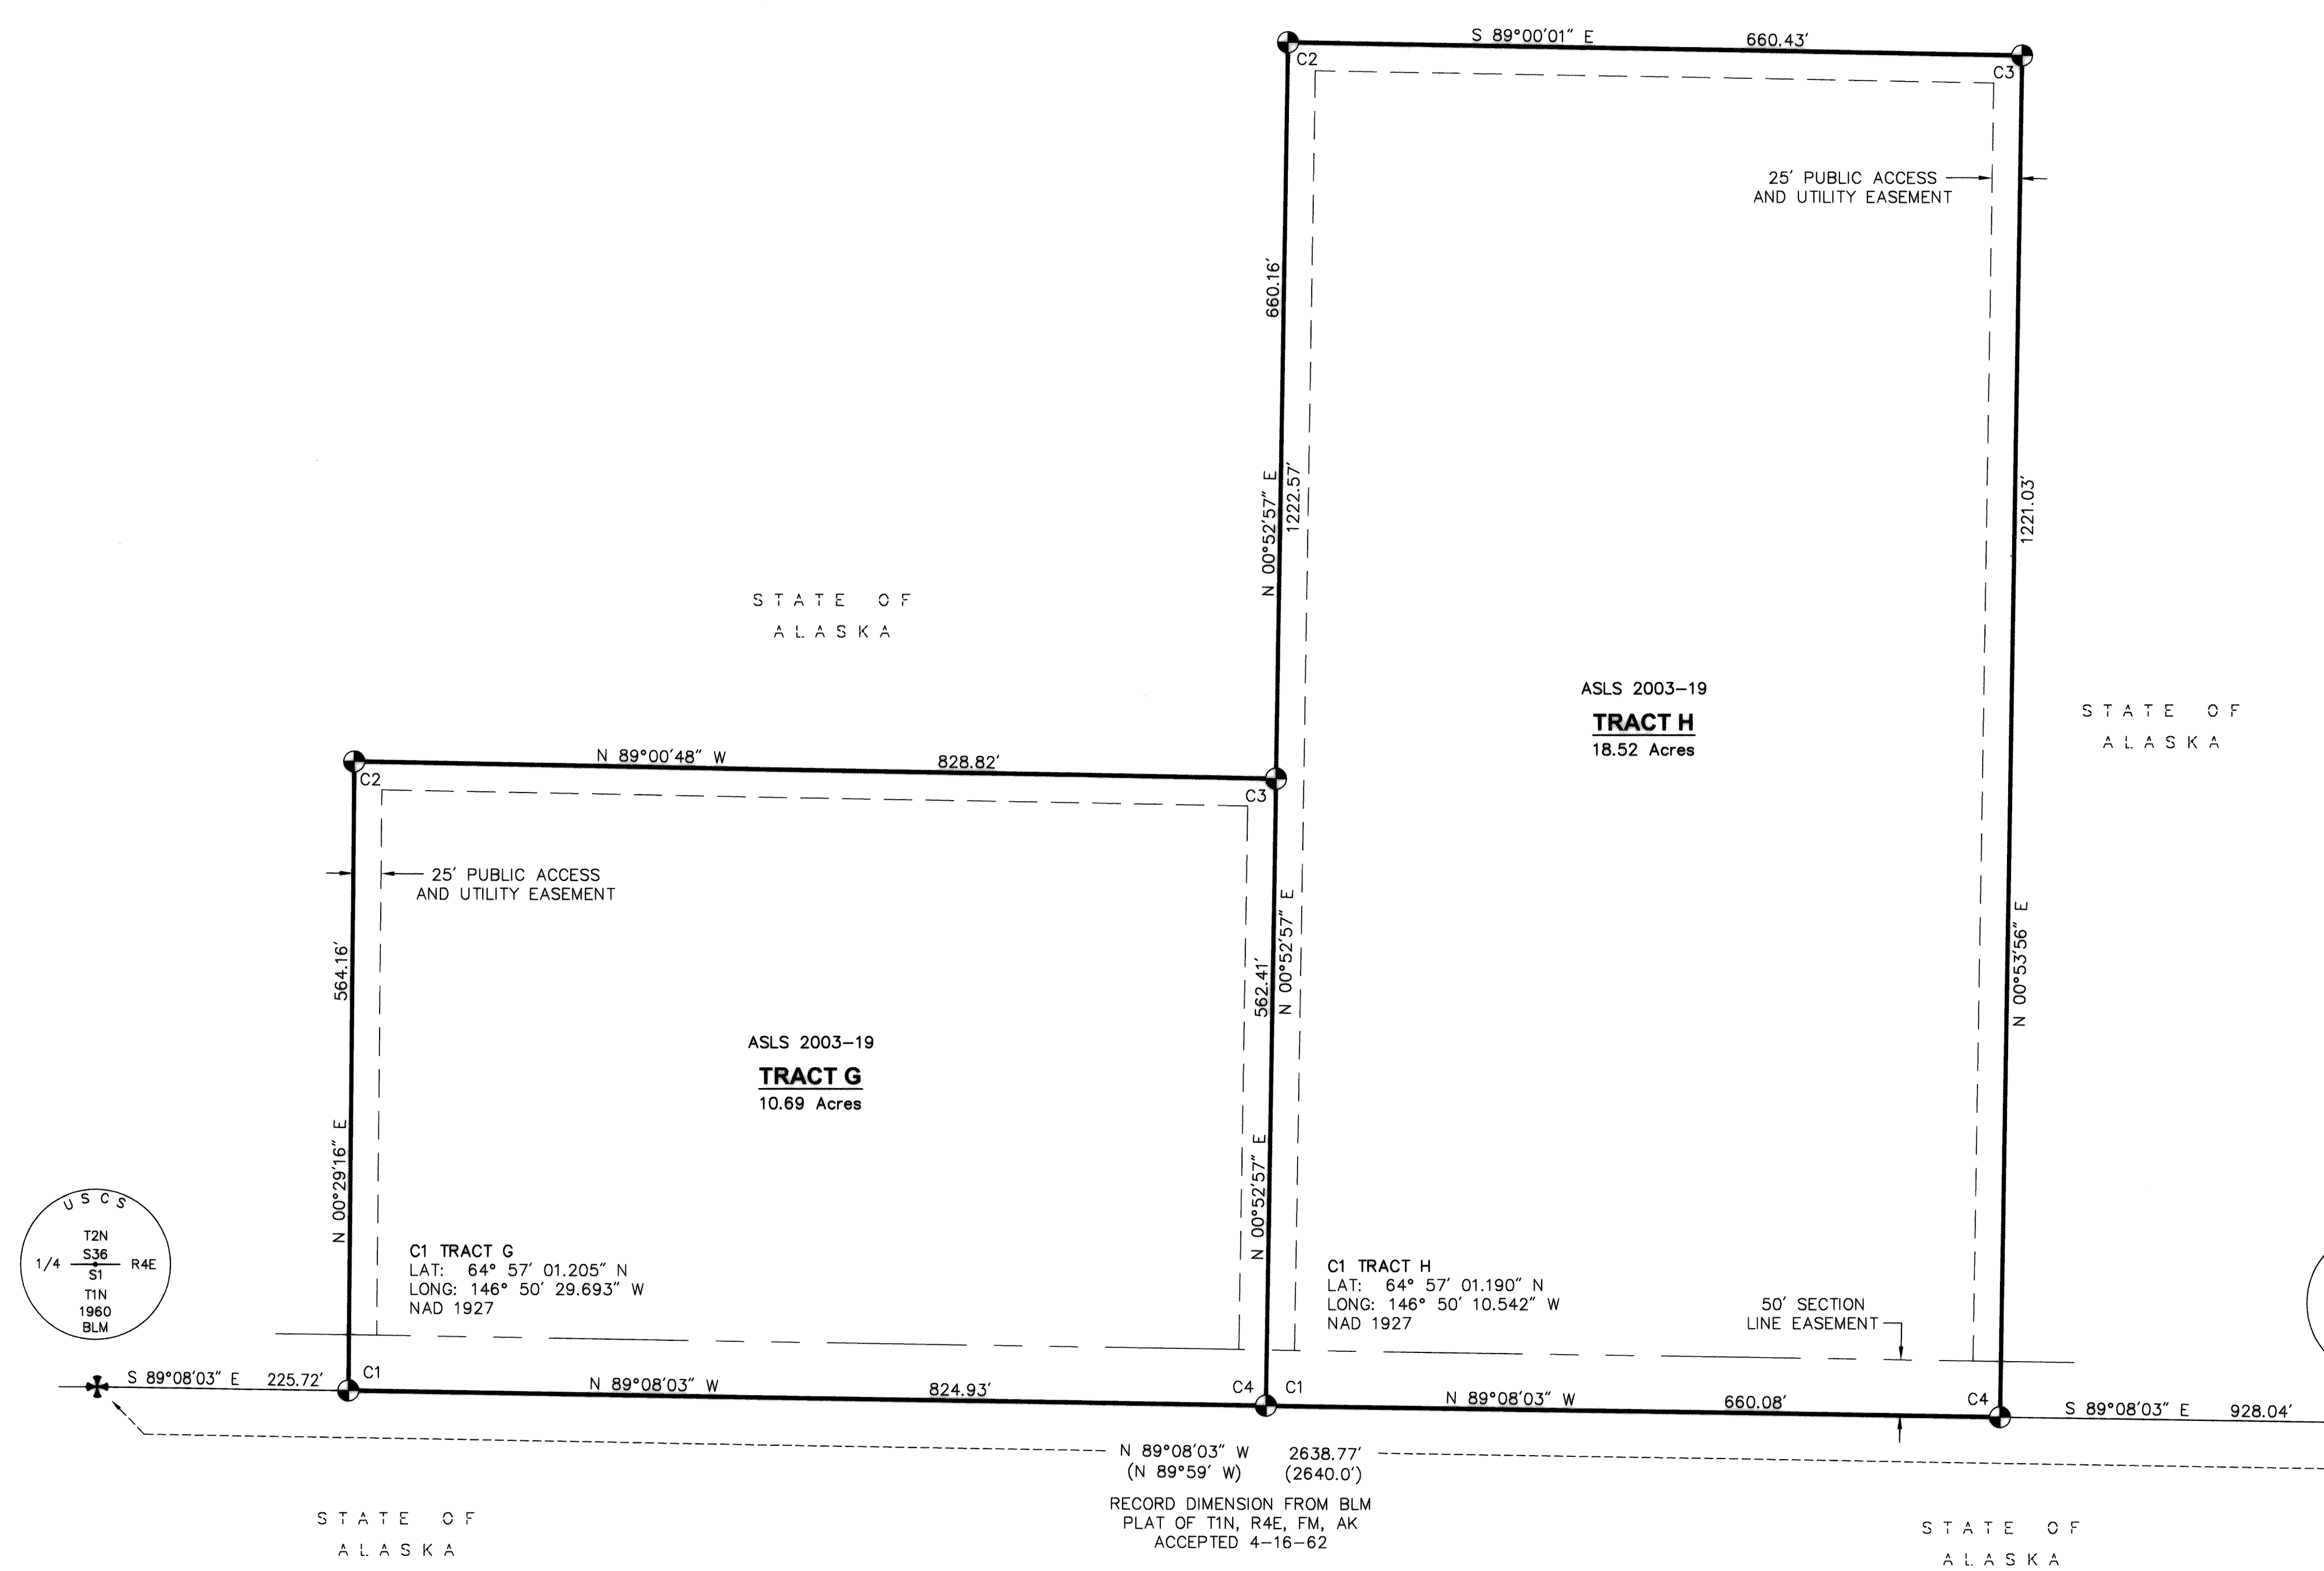 S 89°00'01" E 660.43'
C2
C3
25' PUBLIC ACCESS
AND UTILITY EASEMENT
660.16'
N 00°52'57" E
1222.57'
1221.03'
STATE OF
ALASKA
ASLS 2003-19
TRACT H
18.52 Acres
STATE OF
ALASKA
N 89°00'48" W 828.82'
C2
C3
25' PUBLIC ACCESS
AND UTILITY EASEMENT
564.16'
N 00°29'16" E
562.41'
N 00°52'57" E
N 00°52'57" E
N 00°53'56" E
ASLS 2003-19
TRACT G
10.69 Acres
USCS
T2N
S36
1/4 R4E
S1
T1N
1960
BLM
C1 TRACT G
LAT: 64° 57' 01.205" N
LONG: 146° 50' 29.693" W
NAD 1927
C1 TRACT H
LAT: 64° 57' 01.190" N
LONG: 146° 50' 10.542" W
NAD 1927
50' SECTION
LINE EASEMENT
S 89°08'03" E 225.72'
C1
N 89°08'03" W 824.93'
C4
C1
N 89°08'03" W 660.08'
C4
S 89°08'03" E 928.04'
N 89°08'03" W 2638.77'
(N 89°59' W) (2640.0')
RECORD DIMENSION FROM BLM
PLAT OF T1N, R4E, FM, AK
ACCEPTED 4-16-62
STATE OF
ALASKA
STATE OF
ALASKA